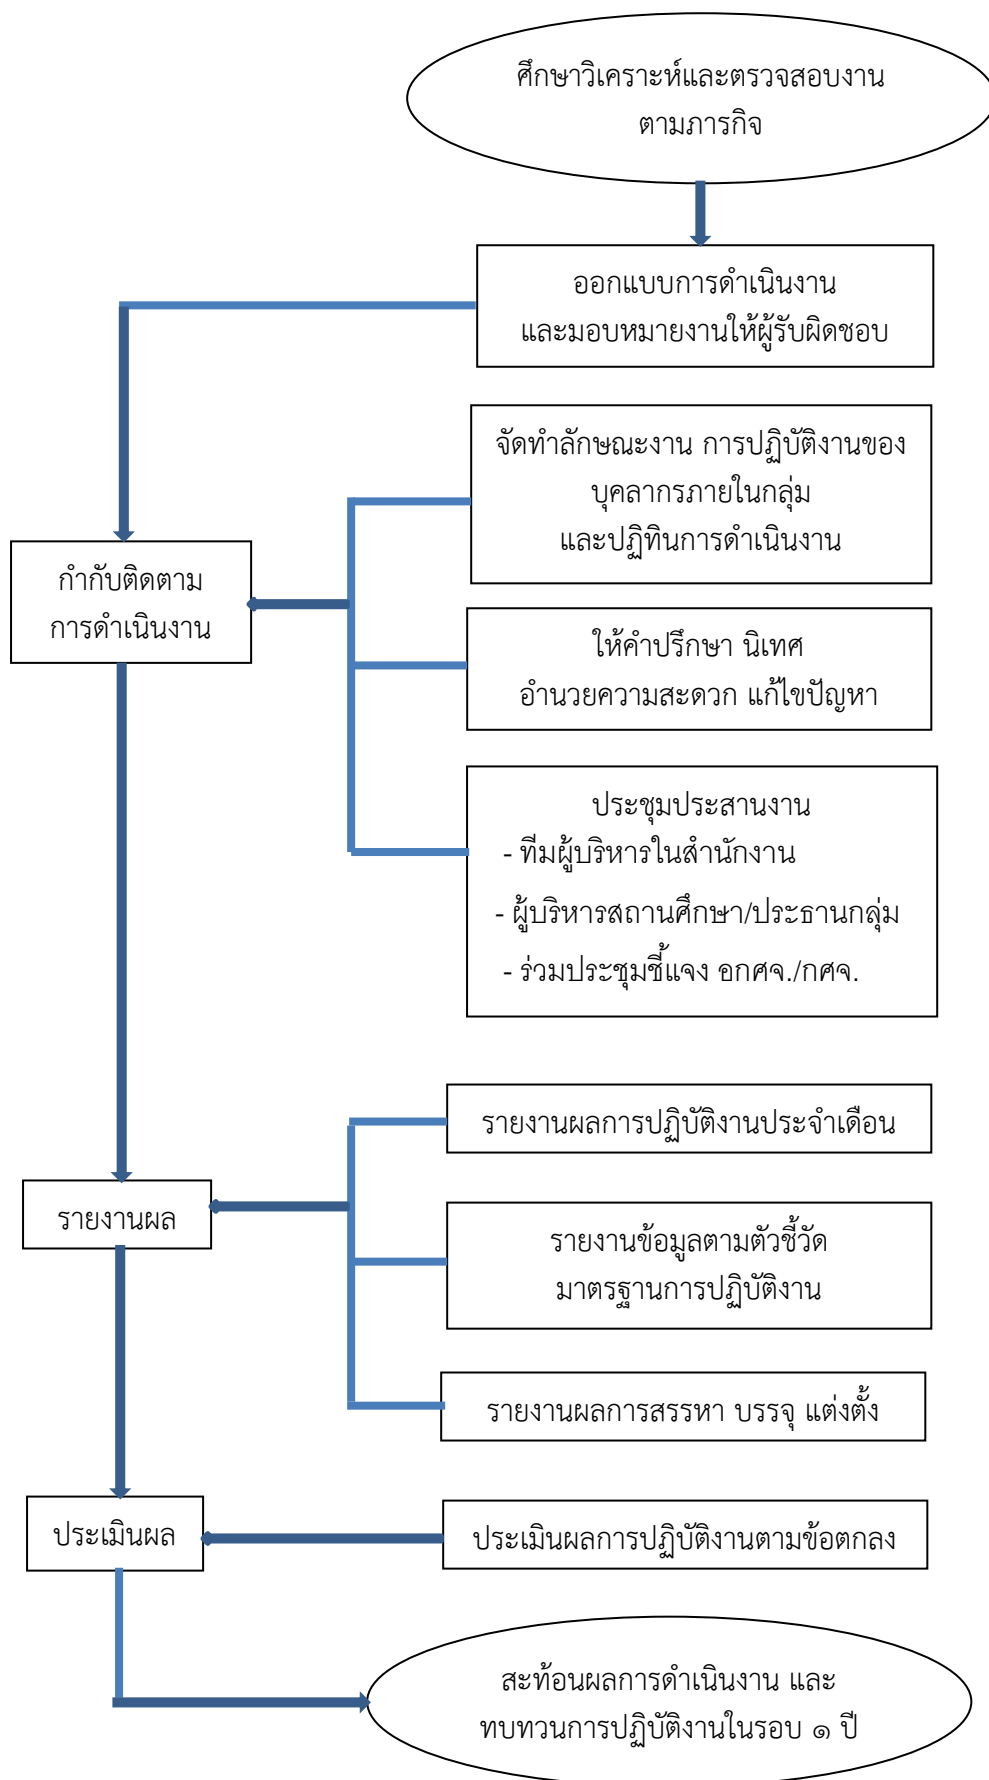 ศึกษาวิเคราะห์และตรวจสอบงาน
ตามภารกิจ
ออกแบบการดำเนินงาน
และมอบหมายงานให้ผู้รับผิดชอบ
จัดทำลักษณะงาน การปฏิบัติงานของ
บุคลากรภายในกลุ่ม
และปฏิทินการดำเนินงาน
กำกับติดตาม
การดำเนินงาน
ให้คำปรึกษา นิเทศ
อำนวยความสะดวก แก้ไขปัญหา
ประชุมประสานงาน
- ทีมผู้บริหารในสำนักงาน
- ผู้บริหารสถานศึกษา/ประธานกลุ่ม
- ร่วมประชุมชี้แจง อกศจ./กศจ.
รายงานผลการปฏิบัติงานประจำเดือน
รายงานผล
รายงานข้อมูลตามตัวชี้วัด
มาตรฐานการปฏิบัติงาน
รายงานผลการสรรหา บรรจุ แต่งตั้ง
ประเมินผล
ประเมินผลการปฏิบัติงานตามข้อตกลง
สะท้อนผลการดำเนินงาน และ
ทบทวนการปฏิบัติงานในรอบ ๑ ปี